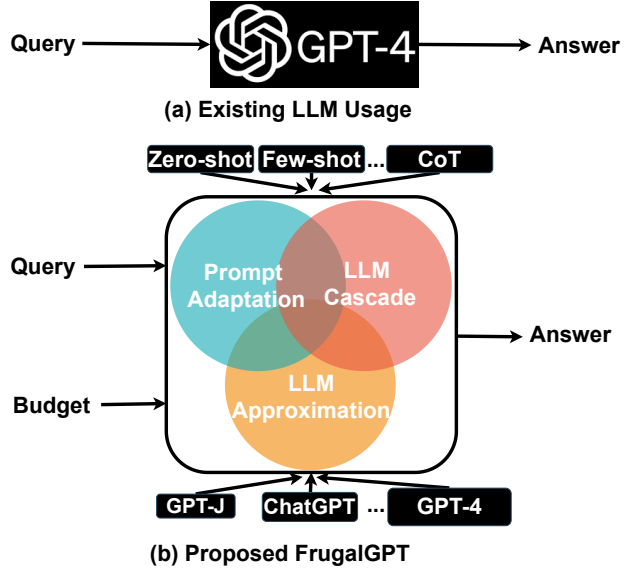 Query GPT-4 Answer
(a) Existing LLM Usage
Zero-shot Few-shot ... CoT
Query
Prompt
Adaptation
LLM
Cascade
Answer
Budget
LLM
Approximation
GPT-J ChatGPT ... GPT-4
(b) Proposed FrugalGPT